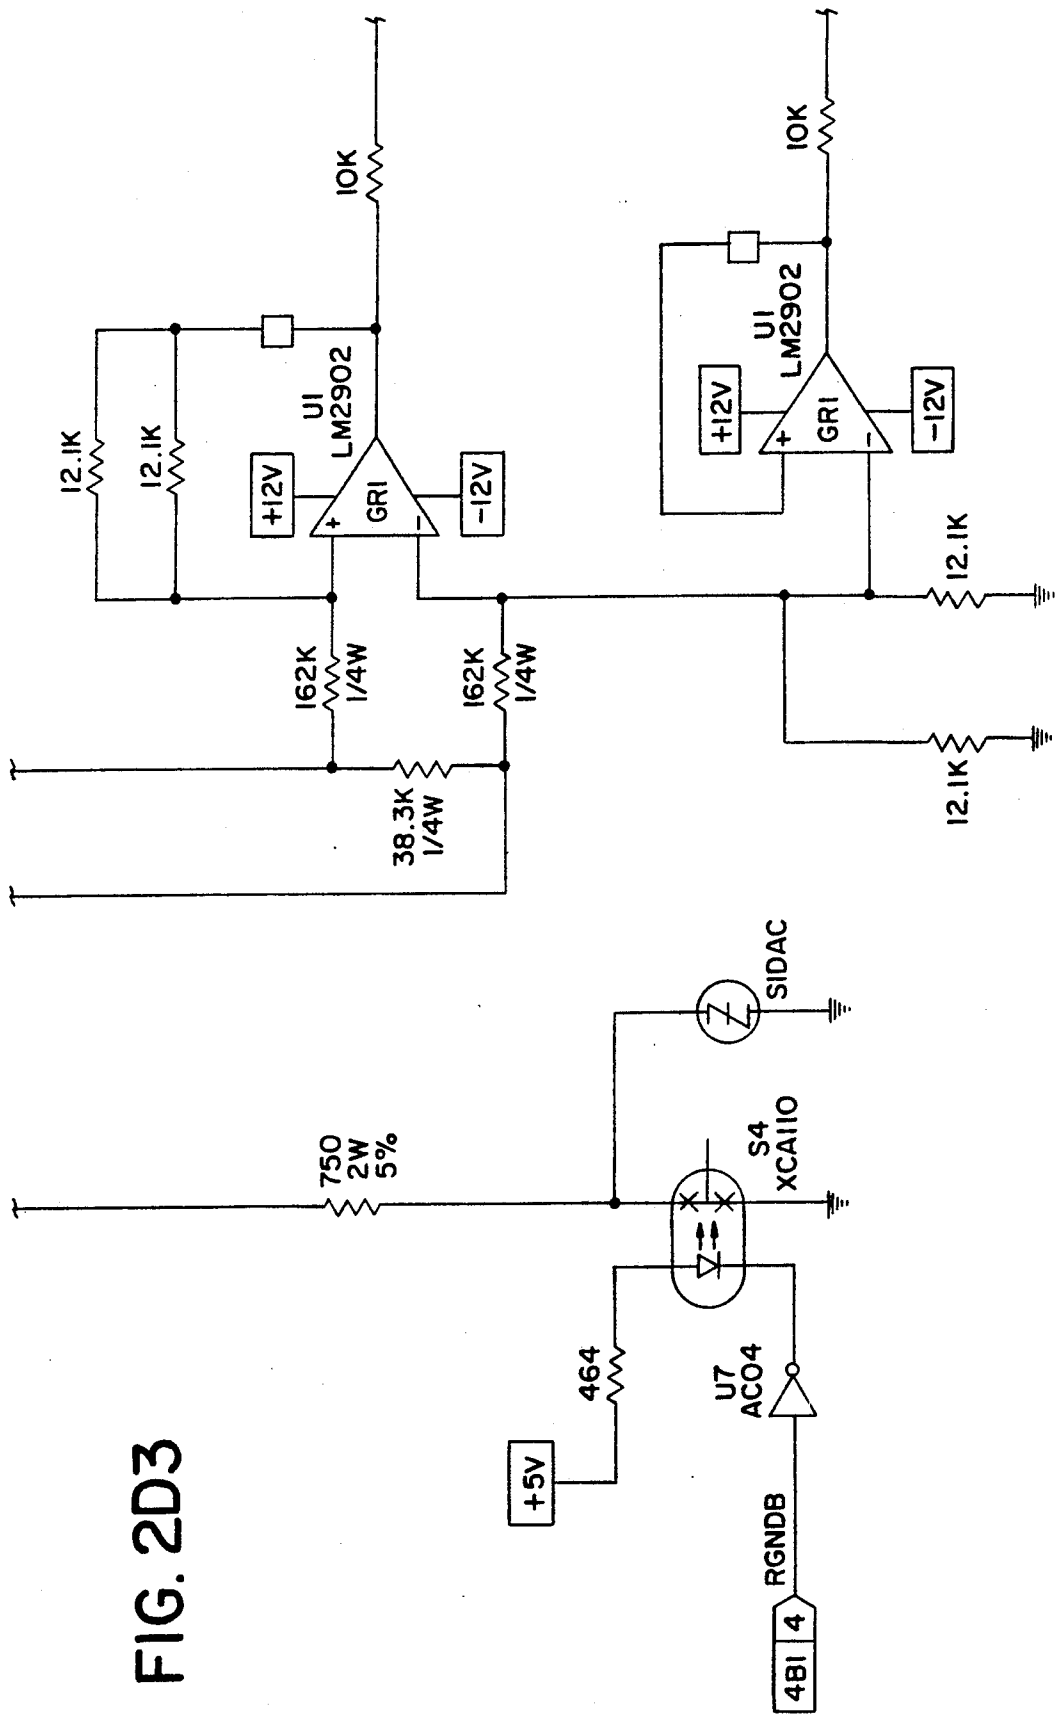 FIG. 2D3
12.1K
12.1K
+12V
+
GR1
-
-12V
U1
LM2902
10K
162K
1/4W
162K
1/4W
38.3K
1/4W
+12V
+
GR1
-
-12V
U1
LM2902
10K
12.1K
12.1K
750
2W
5%
SIDAC
S4
XCA110
464
+5V
U7
AC04
RGNDB
4B1 4